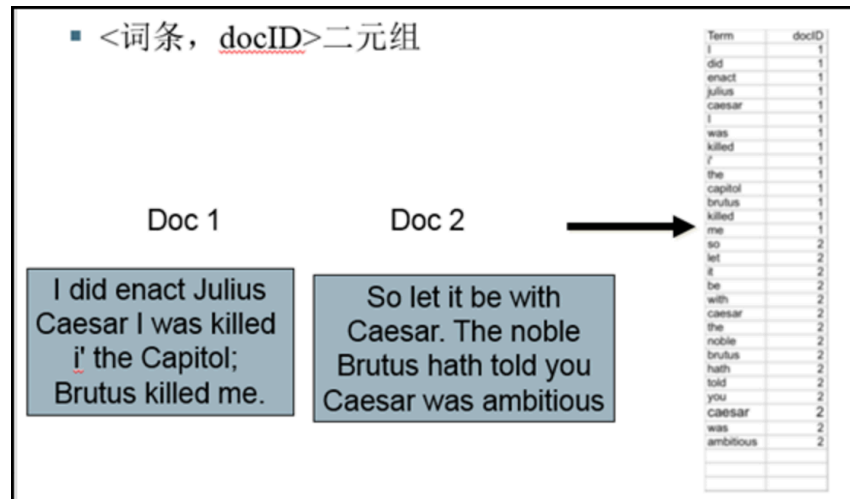 <词条，docID>二元组
Doc 1
I did enact Julius
Caesar I was killed
i' the Capitol;
Brutus killed me.
Doc 2
So let it be with
Caesar. The noble
Brutus hath told you
Caesar was ambitious
Term docID
I 1
did 1
enact 1
julius 1
caesar 1
I 1
was 1
killed 1
i' 1
the 1
capitol 1
brutus 1
killed 1
me 1
so 2
let 2
it 2
be 2
with 2
caesar 2
the 2
noble 2
brutus 2
hath 2
told 2
you 2
caesar 2
was 2
ambitious 2